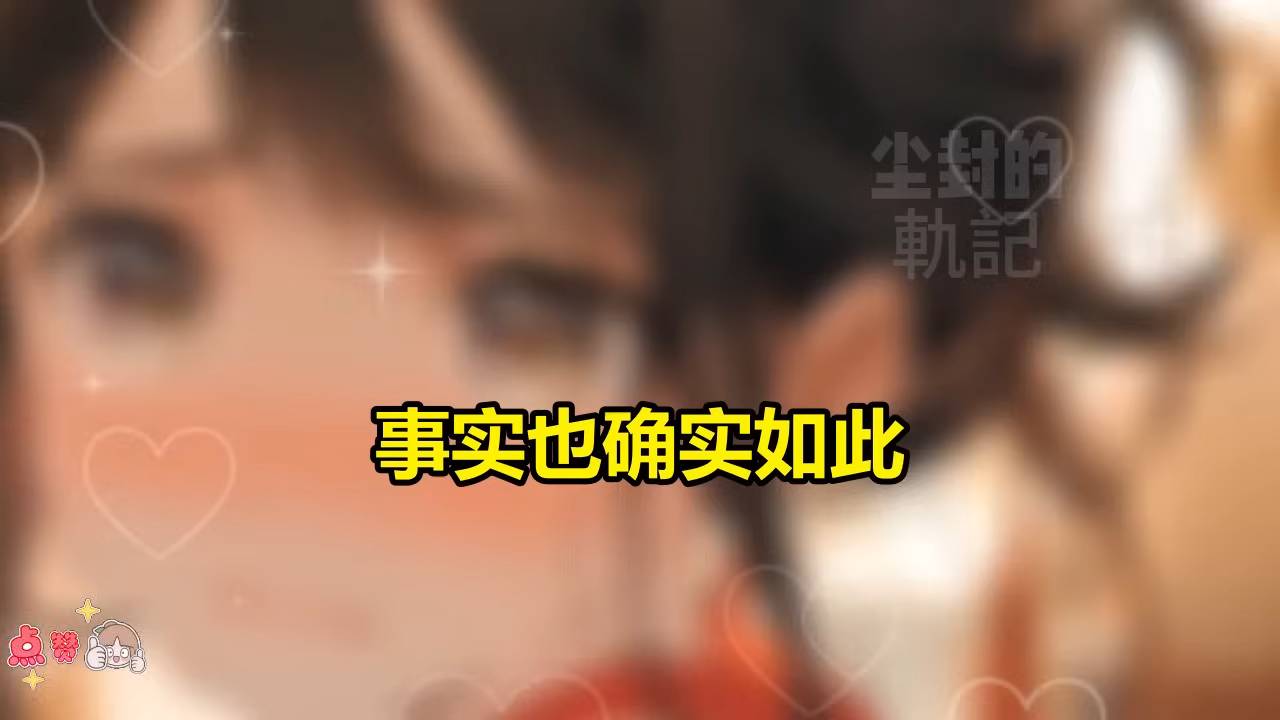 尘封的
軌記
事实也确实如此
点赞